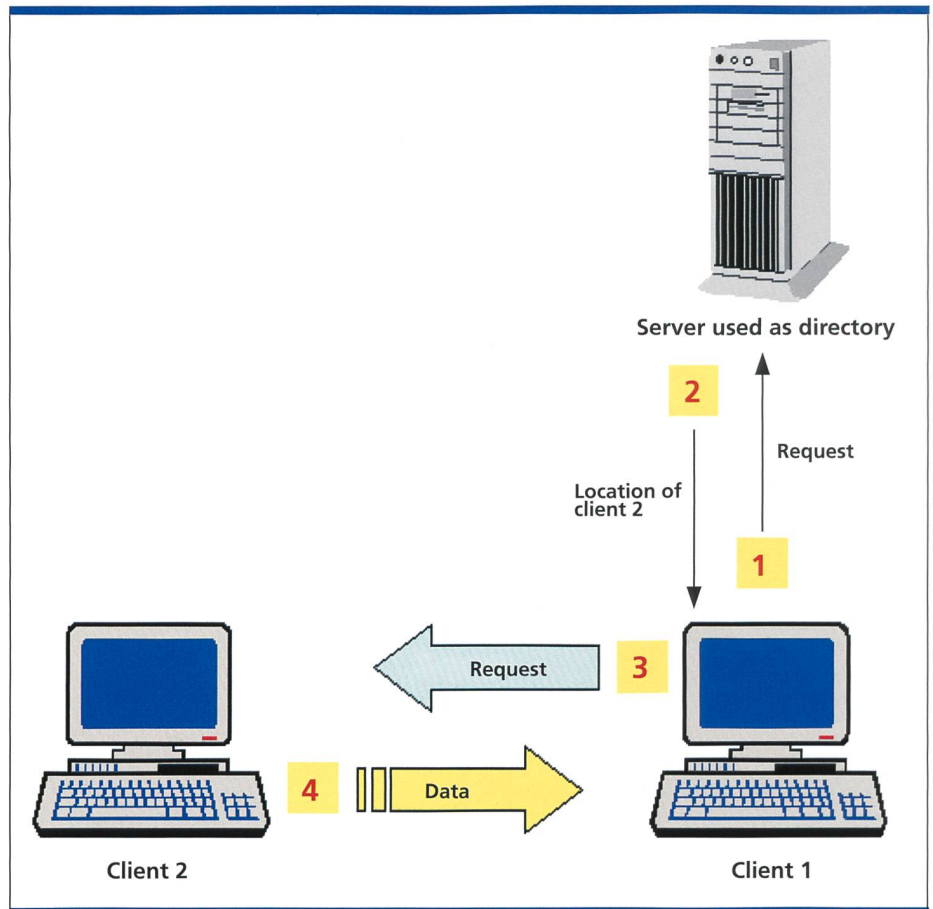 Server used as directory
2
Request
Location of
client 2
1
Request
3
4
Data
Client 2
Client 1